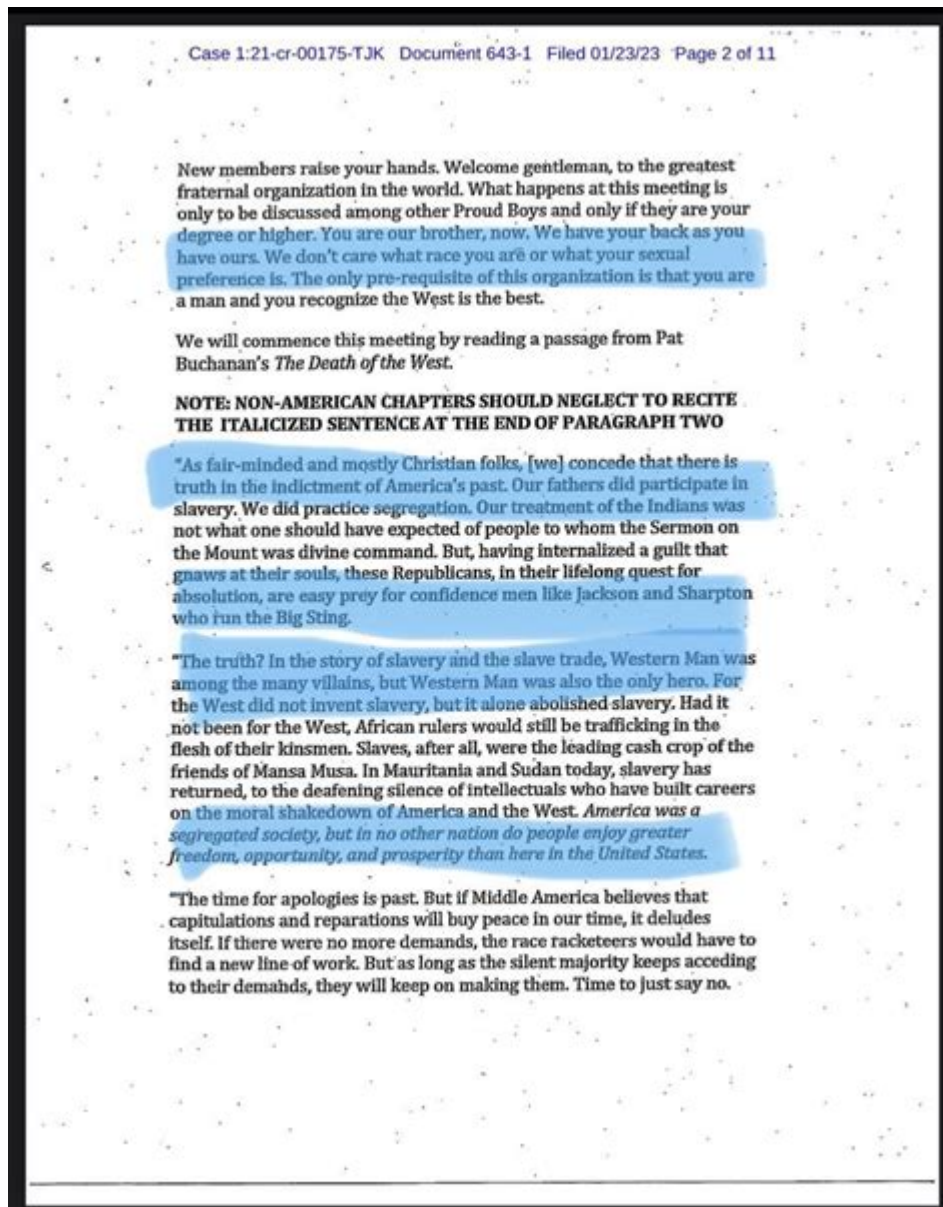 Case 1:21-cr-00175-TJK Document 643-1 Filed 01/23/23 Page 2 of 11
New members raise your hands. Welcome gentleman, to the greatest
fraternal organization in the world. What happens at this meeting is
only to be discussed among other Proud Boys and only if they are your
degree or higher. You are our brother, now. We have your back as you
have ours. We don't care what race you are or what your sexual
preference is. The only pre-requisite of this organization is that you are
a man and you recognize the West is the best.
We will commence this meeting by reading a passage from Pat
Buchanan's The Death of the West.
NOTE: NON-AMERICAN CHAPTERS SHOULD NEGLECT TO RECITE
THE ITALICIZED SENTENCE AT THE END OF PARAGRAPH TWO
"As fair-minded and mostly Christian folks, [we] concede that there is
truth in the indictment of America's past. Our fathers did participate in
slavery. We did practice segregation. Our treatment of the Indians was
not what one should have expected of people to whom the Sermon on
the Mount was divine command. But, having internalized a guilt that
gnaws at their souls, these Republicans, in their lifelong quest for
absolution, are easy prey for confidence men like Jackson and Sharpton
who run the Big Sting.
"The truth? In the story of slavery and the slave trade, Western Man was
among the many villains, but Western Man was also the only hero. For
the West did not invent slavery, but it alone abolished slavery. Had it
not been for the West, African rulers would still be trafficking in the
flesh of their kinsmen. Slaves, after all, were the leading cash crop of the
friends of Mansa Musa. In Mauritania and Sudan today, slavery has
returned, to the deafening silence of intellectuals who have built careers
on the moral shakedown of America and the West. America was a
segregated society, but in no other nation do people enjoy greater
freedom, opportunity, and prosperity than here in the United States.
"The time for apologies is past. But if Middle America believes that
capitulations and reparations will buy peace in our time, it deludes
itself. If there were no more demands, the race racketeers would have to
find a new line of work. But as long as the silent majority keeps acceding
to their demands, they will keep on making them. Time to just say no.